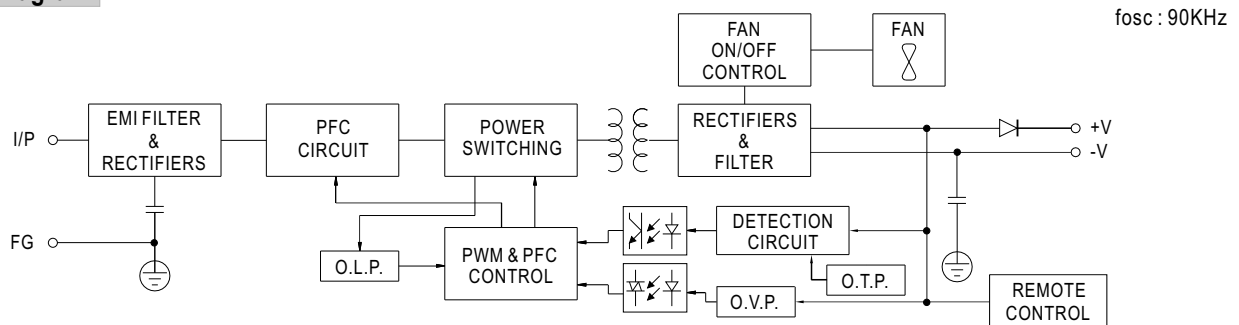 fosc : 90KHz
FAN
ON/OFF
CONTROL
FAN
I/P
EMI FILTER
&
RECTIFIERS
PFC
CIRCUIT
POWER
SWITCHING
RECTIFIERS
&
FILTER
+V
-V
FG
O.L.P.
PWM & PFC
CONTROL
DETECTION
CIRCUIT
O.T.P.
O.V.P.
REMOTE
CONTROL